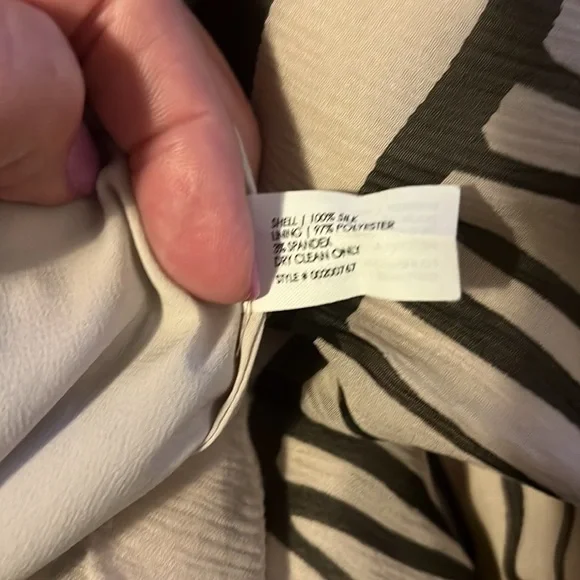 SHELL | 100% SILK
LINING | 97% POLYESTER
3% SPANDEX
DRY CLEAN ONLY
STYLE # 00200767